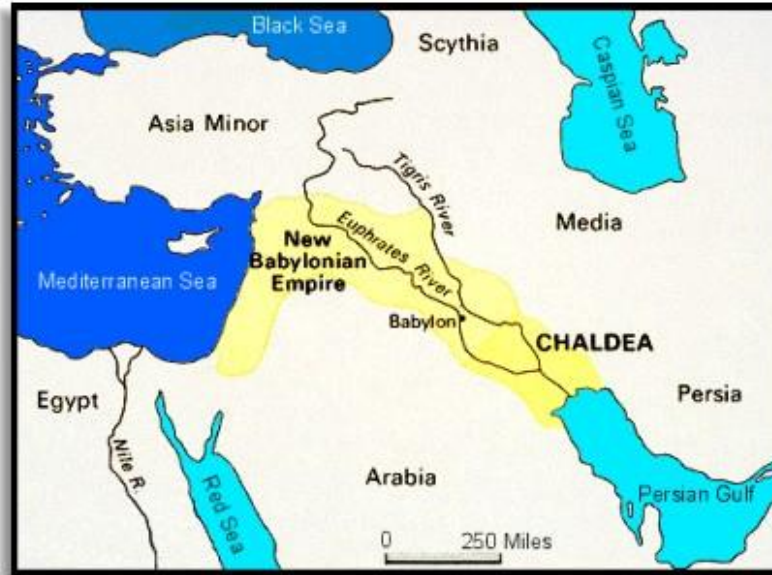 Black Sea
Scythia
Caspian Sea
Asia Minor
Tigris River
Media
New
Babylonian
Empire
Euphrates River
Mediterranean Sea
Babylon
CHALDEA
Egypt
Persia
Nile R.
Arabia
Red Sea
Persian Gulf
0 250 Miles